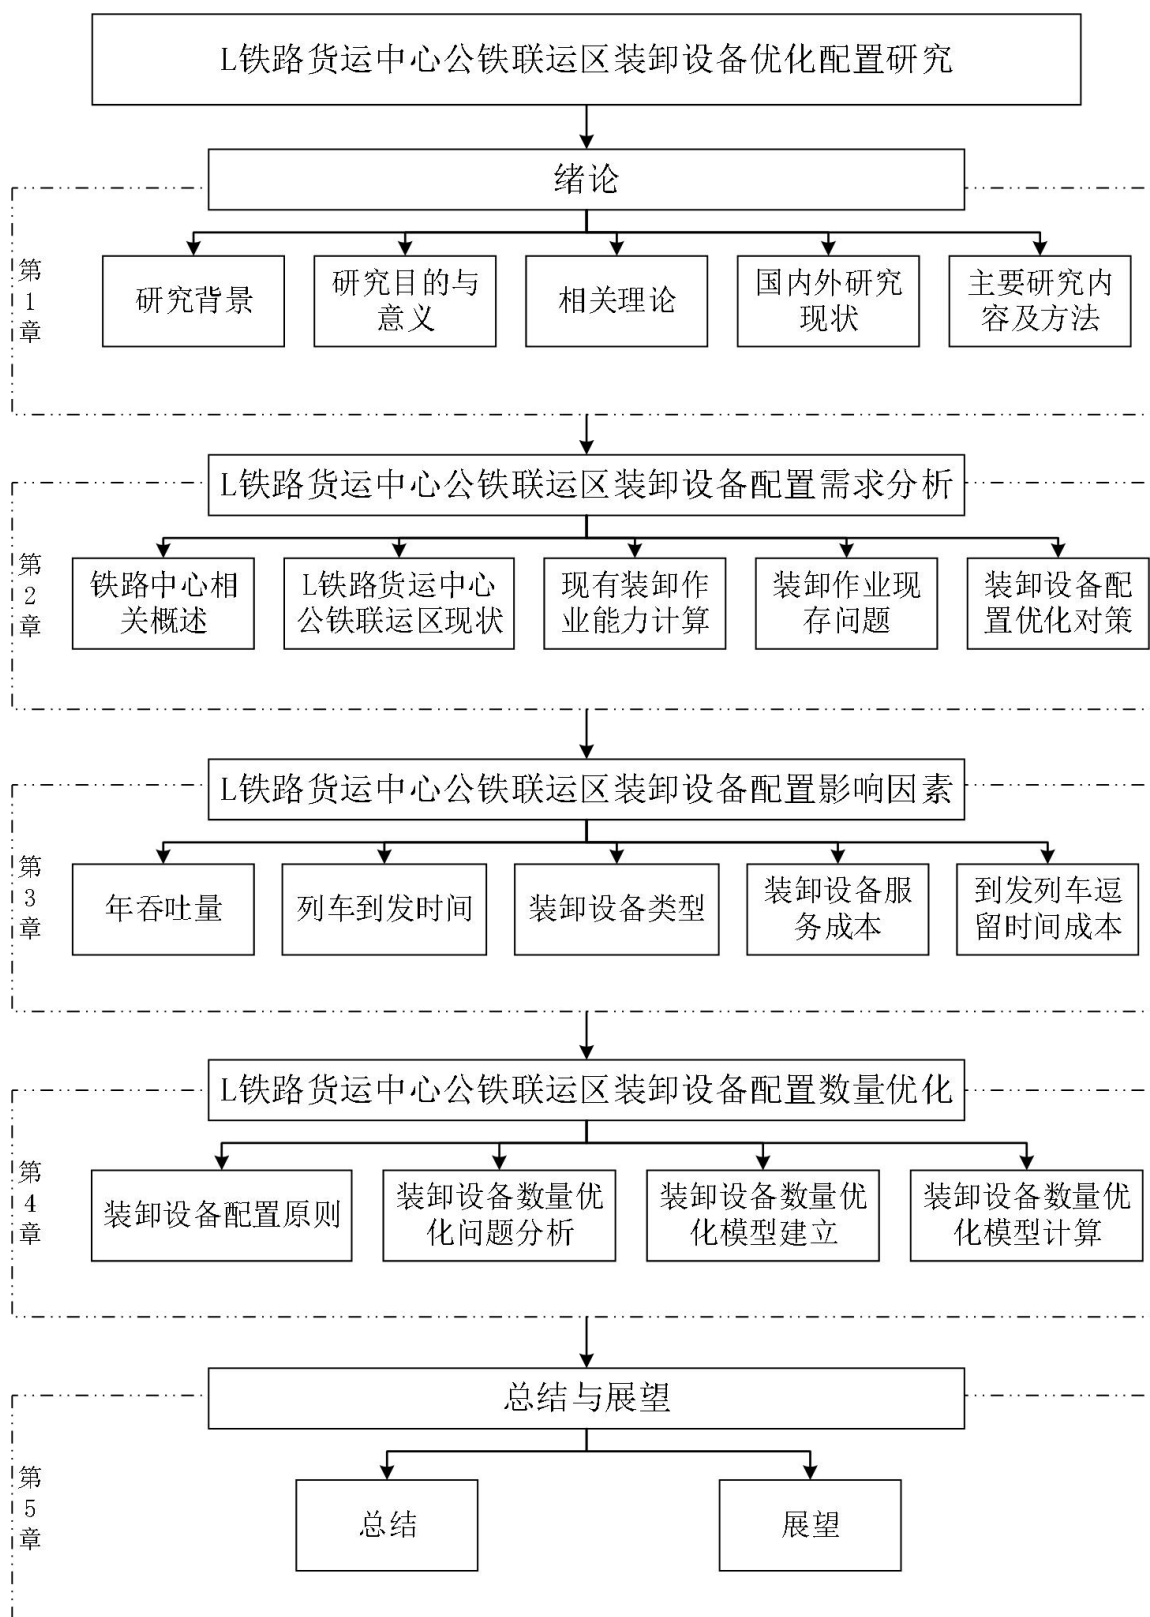 L铁路货运中心公铁联运区装卸设备优化配置研究
绪论
第
1
章
研究背景
研究目的与
意义
相关理论
国内外研究
现状
主要研究内
容及方法
L铁路货运中心公铁联运区装卸设备配置需求分析
第
2
章
铁路中心相
关概述
L铁路货运中心
公铁联运区现状
现有装卸作
业能力计算
装卸作业现
存问题
装卸设备配
置优化对策
L铁路货运中心公铁联运区装卸设备配置影响因素
第
3
章
年吞吐量
列车到发时间
装卸设备类型
装卸设备服
务成本
到发列车逗
留时间成本
L铁路货运中心公铁联运区装卸设备配置数量优化
第
4
章
装卸设备配置原则
装卸设备数量优
化问题分析
装卸设备数量优
化模型建立
装卸设备数量优
化模型计算
总结与展望
第
5
章
总结
展望